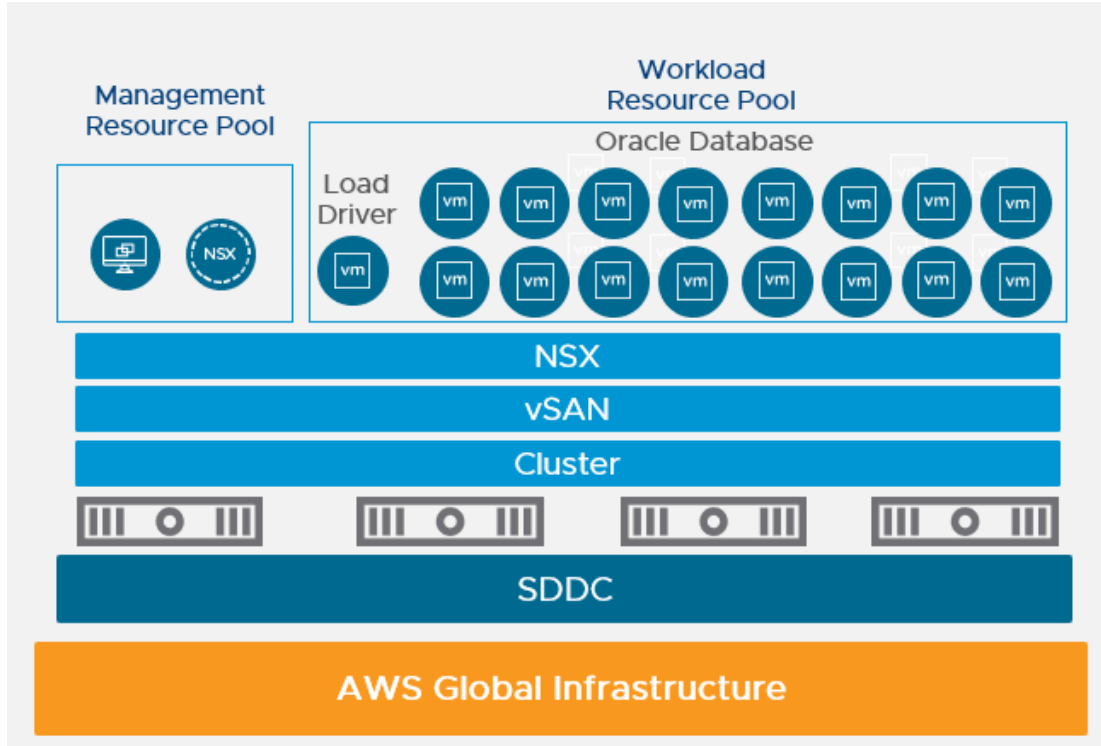 Management
Resource Pool
Workload
Resource Pool
Oracle Database
Load
Driver
vm vm vm vm vm vm vm vm
NSX
vm
vm vm vm vm vm vm vm vm
NSX
vSAN
Cluster
SDDC
AWS Global Infrastructure